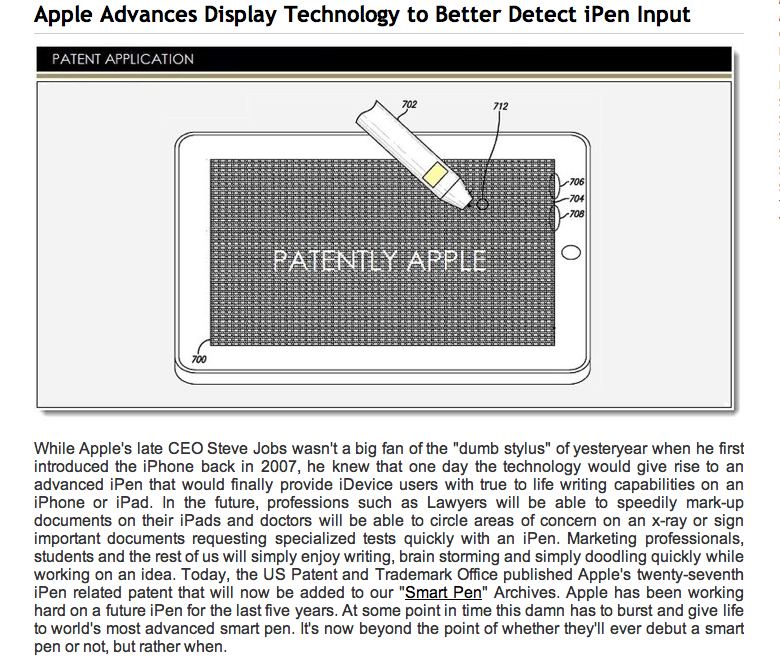 Apple Advances Display Technology to Better Detect iPen Input
PATENT APPLICATION
702
712
706
704
708
PATENTLY APPLE
700
While Apple's late CEO Steve Jobs wasn't a big fan of the "dumb stylus" of yesteryear when he first
introduced the iPhone back in 2007, he knew that one day the technology would give rise to an
advanced iPen that would finally provide iDevice users with true to life writing capabilities on an
iPhone or iPad. In the future, professions such as Lawyers will be able to speedily mark-up
documents on their iPads and doctors will be able to circle areas of concern on an x-ray or sign
important documents requesting specialized tests quickly with an iPen. Marketing professionals,
students and the rest of us will simply enjoy writing, brain storming and simply doodling quickly while
working on an idea. Today, the US Patent and Trademark Office published Apple's twenty-seventh
iPen related patent that will now be added to our "Smart Pen" Archives. Apple has been working
hard on a future iPen for the last five years. At some point in time this damn has to burst and give life
to world's most advanced smart pen. It's now beyond the point of whether they'll ever debut a smart
pen or not, but rather when.